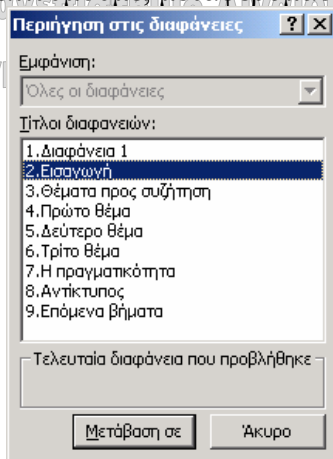 Περιήγηση στις διαφάνειες
Εμφάνιση:
Όλες οι διαφάνειες
Τίτλοι διαφανειών:
1.Διαφάνεια 1
2.Εισαγωγή
3.Θέματα προς συζήτηση
4.Πρώτο θέμα
5.Δεύτερο θέμα
6.Τρίτο θέμα
7.Η πραγματικότητα
8.Αντίκτυπος
9.Επόμενα βήματα
Τελευταία διαφάνεια που προβλήθηκε
Μετάβαση σε Άκυρο